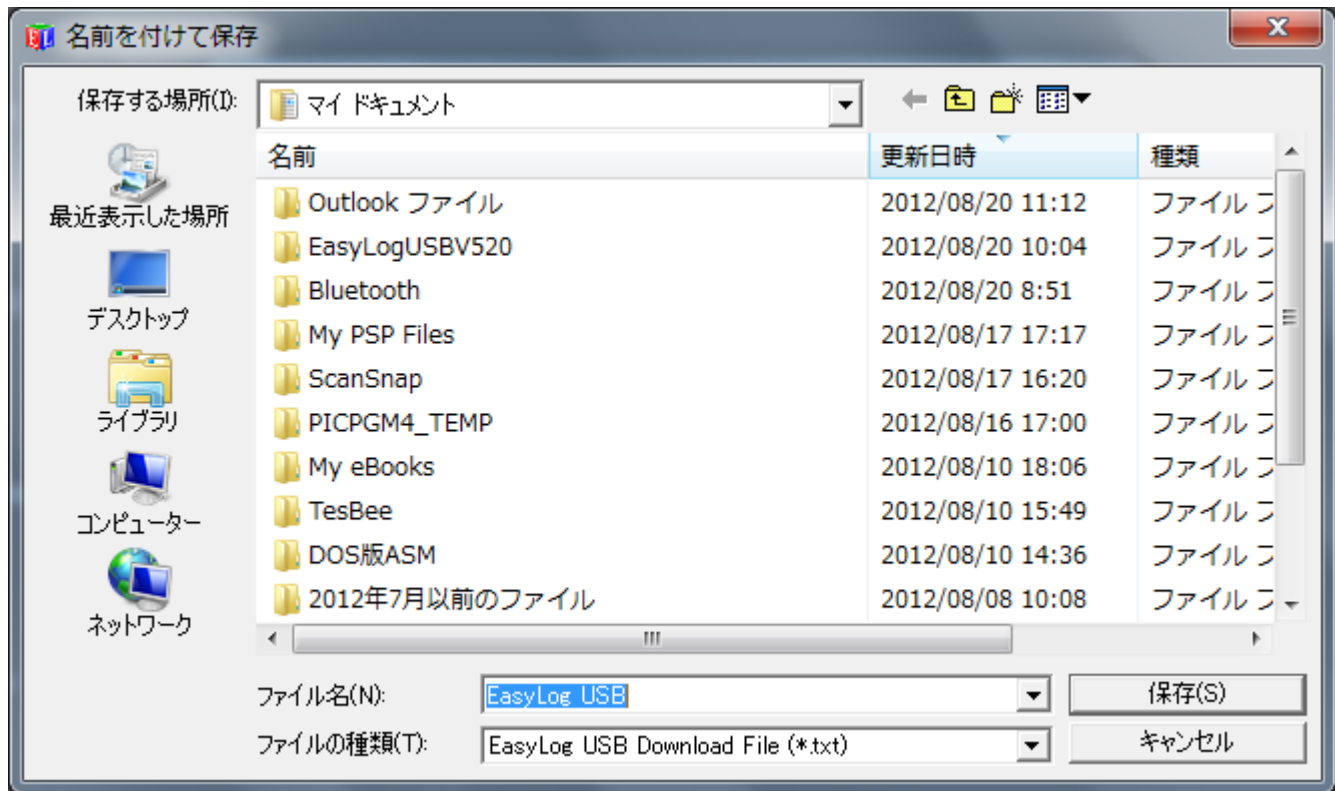 名前を付けて保存
保存する場所(I):
マイ ドキュメント
最近表示した場所
デスクトップ
ライブラリ
コンピューター
ネットワーク
名前 更新日時 種類
Outlook ファイル 2012/08/20 11:12 ファイル フ
EasyLogUSBV520 2012/08/20 10:04 ファイル フ
Bluetooth 2012/08/20 8:51 ファイル フ
My PSP Files 2012/08/17 17:17 ファイル フ
ScanSnap 2012/08/17 16:20 ファイル フ
PICPGM4_TEMP 2012/08/16 17:00 ファイル フ
My eBooks 2012/08/10 18:06 ファイル フ
TesBee 2012/08/10 15:49 ファイル フ
DOS版ASM 2012/08/10 14:36 ファイル フ
2012年7月以前のファイル 2012/08/08 10:08 ファイル フ
ファイル名(N): EasyLog USB 保存(S)
ファイルの種類(T): EasyLog USB Download File (*.txt) キャンセル